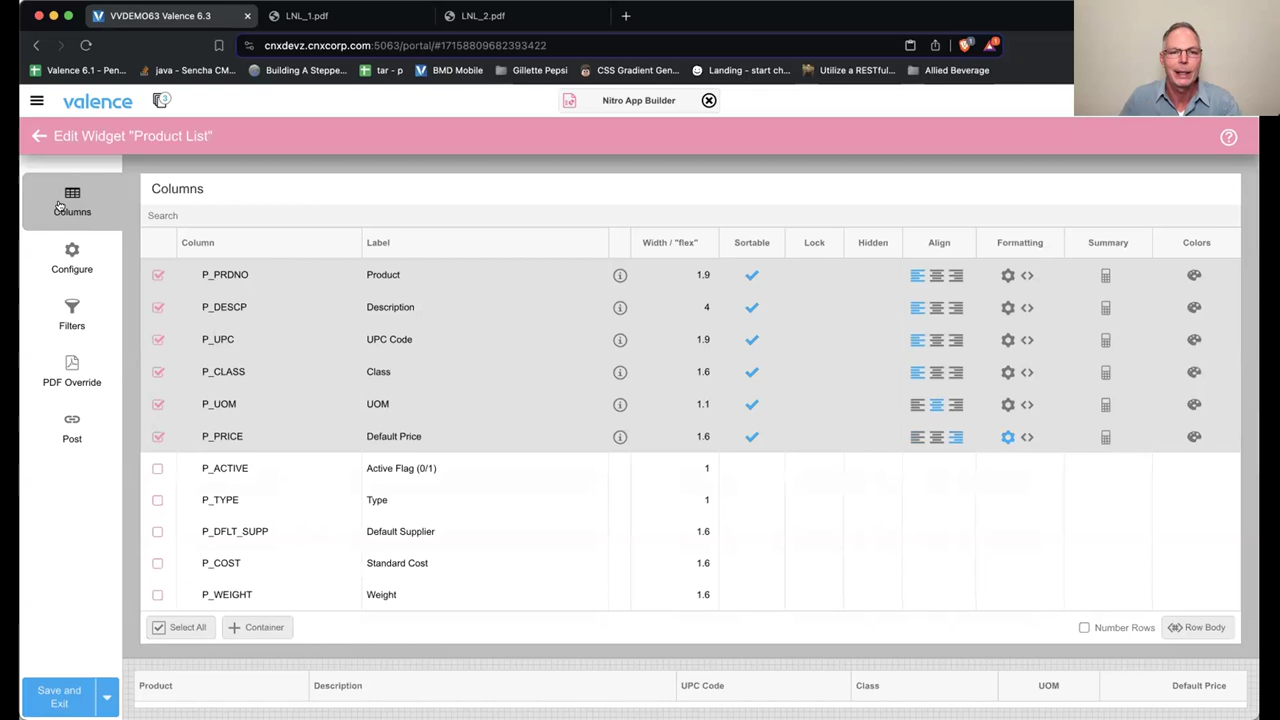 VVDEMO63 Valence 6.3
LNL_1.pdf
LNL_2.pdf
cnxdevz.cnxcorp.com:5063/portal/#17158809682393422
Valence 6.1 - Pen...
java - Sencha CM...
Building A Steppe...
tar - p
BMD Mobile
Gillette Pepsi
CSS Gradient Gen...
Landing - start ch...
Utilize a RESTful...
Allied Beverage
valence
3
Nitro App Builder
Edit Widget "Product List"
Columns
Configure
Filters
PDF Override
Post
Save and
Exit
Columns
Search
Column Label Width / "flex" Sortable Lock Hidden Align Formatting Summary Colors
P_PRDNO Product 1.9
P_DESCP Description 4
P_UPC UPC Code 1.9
P_CLASS Class 1.6
P_UOM UOM 1.1
P_PRICE Default Price 1.6
P_ACTIVE Active Flag (0/1) 1
P_TYPE Type 1
P_DFLT_SUPP Default Supplier 1.6
P_COST Standard Cost 1.6
P_WEIGHT Weight 1.6
Select All
Container
Number Rows
Row Body
Product Description UPC Code Class UOM Default Price